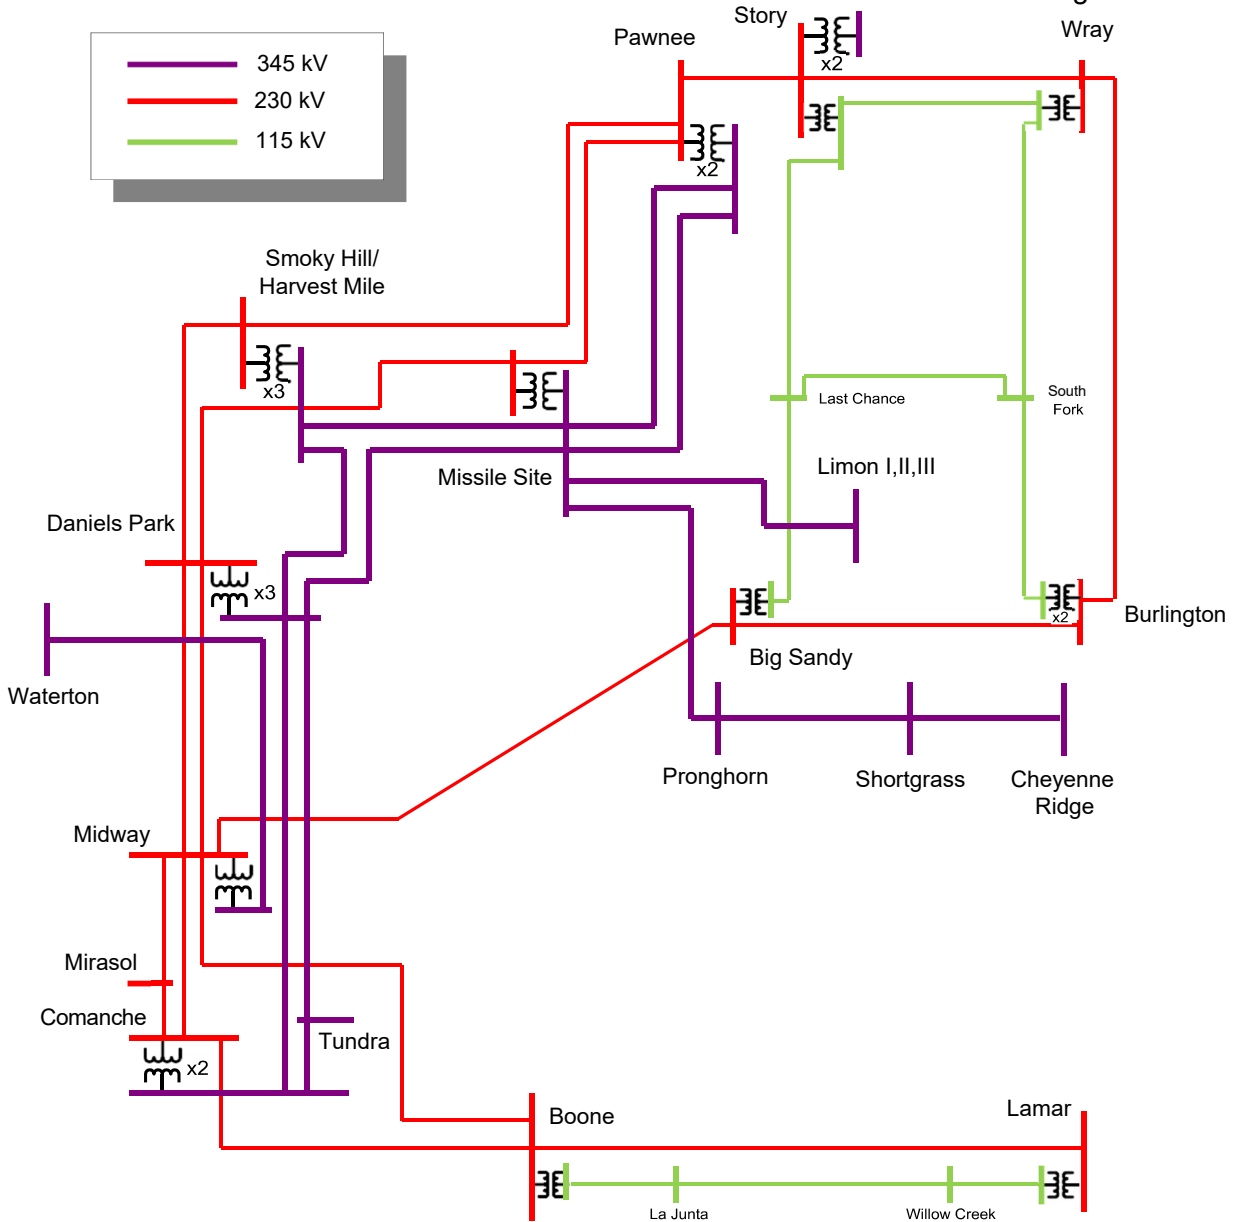 Story
Wray
Pawnee
345 kV
230 kV
115 kV
x2
x2
Smoky Hill/
Harvest Mile
x3
Last Chance
South
Fork
Missile Site
Limon I,II,III
Daniels Park
x3
x2
Burlington
Big Sandy
Waterton
Pronghorn
Shortgrass
Cheyenne
Ridge
Midway
Mirasol
Comanche
Tundra
x2
Boone
Lamar
La Junta
Willow Creek